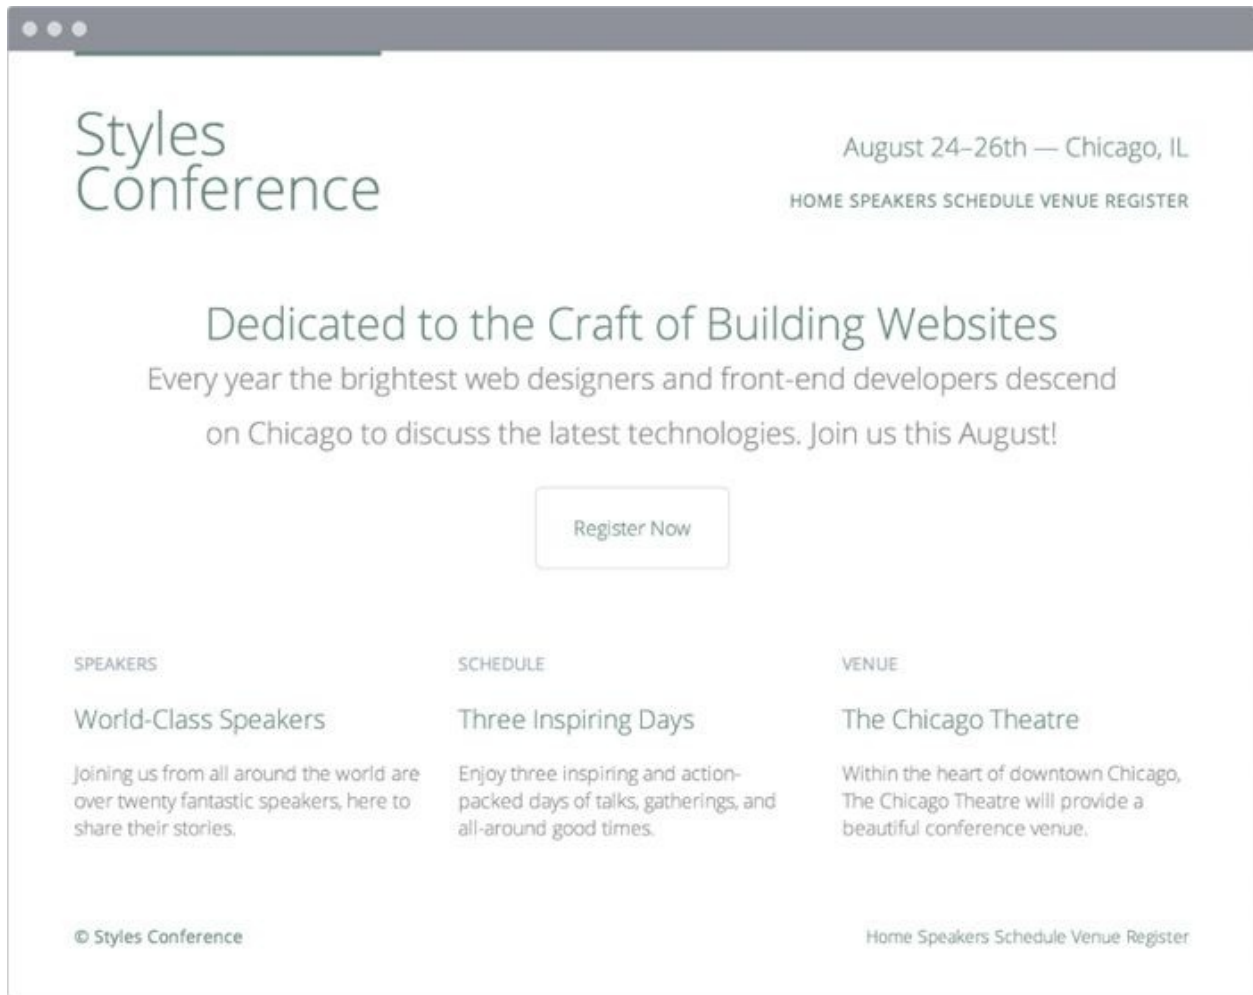 Styles
Conference
August 24–26th — Chicago, IL
HOME SPEAKERS SCHEDULE VENUE REGISTER
Dedicated to the Craft of Building Websites
Every year the brightest web designers and front-end developers descend
on Chicago to discuss the latest technologies. Join us this August!
Register Now
SPEAKERS
World-Class Speakers
Joining us from all around the world are
over twenty fantastic speakers, here to
share their stories.
SCHEDULE
Three Inspiring Days
Enjoy three inspiring and action-
packed days of talks, gatherings, and
all-around good times.
VENUE
The Chicago Theatre
Within the heart of downtown Chicago,
The Chicago Theatre will provide a
beautiful conference venue.
© Styles Conference
Home Speakers Schedule Venue Register